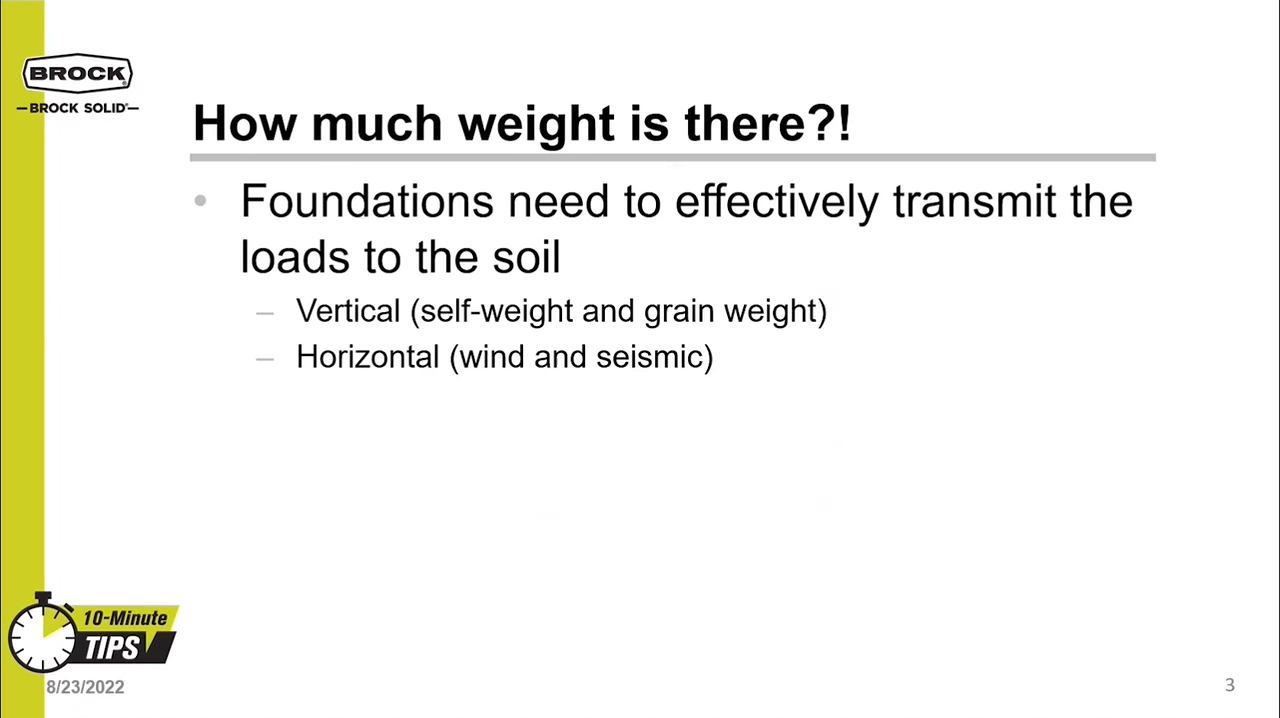 BROCK
BROCK SOLID
How much weight is there?!
• Foundations need to effectively transmit the
loads to the soil
– Vertical (self-weight and grain weight)
– Horizontal (wind and seismic)
10-Minute
TIPS
8/23/2022
3